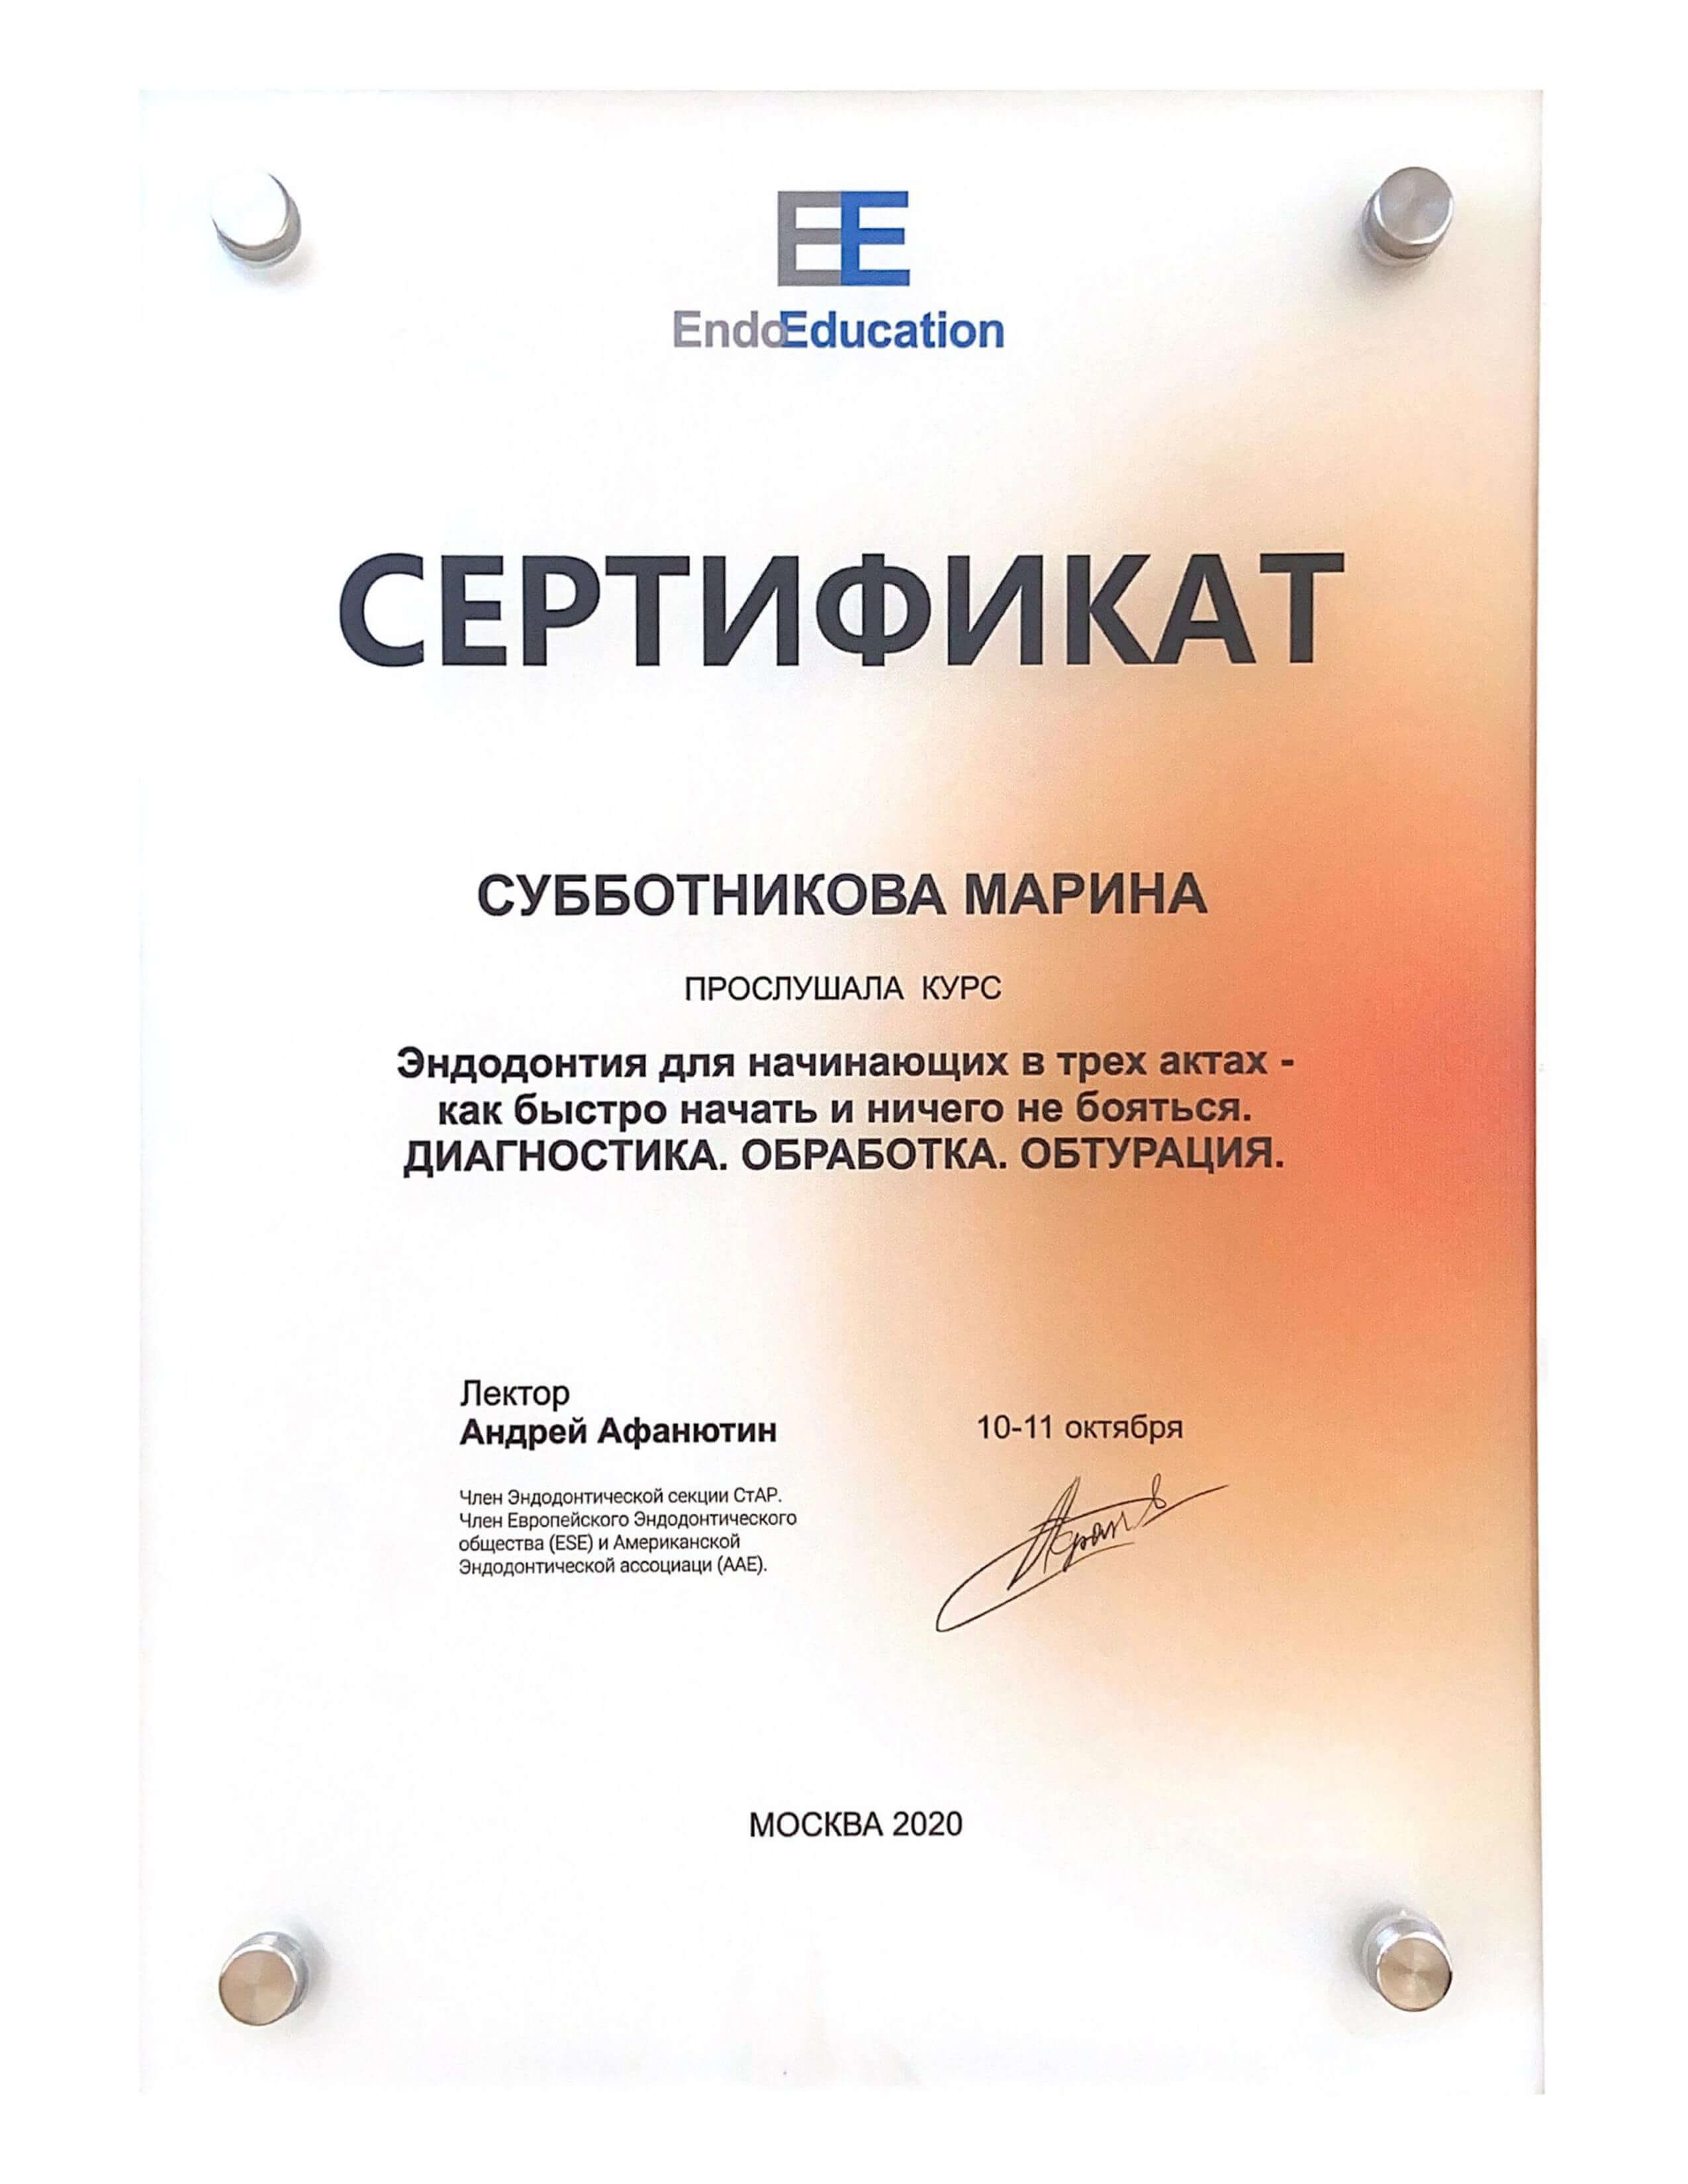 EE
EndoEducation
СЕРТИФИКАТ
СУББОТНИКОВА МАРИНА
ПРОСЛУШАЛА КУРС
Эндодонтия для начинающих в трех актах -
как быстро начать и ничего не бояться.
ДИАГНОСТИКА. ОБРАБОТКА. ОБТУРАЦИЯ.
Лектор
Андрей Афанютин
10-11 октября
Член Эндодонтической секции СтАР.
Член Европейского Эндодонтического
общества (ESE) и Американской
Эндодонтической ассоциаци (AAE).
МОСКВА 2020